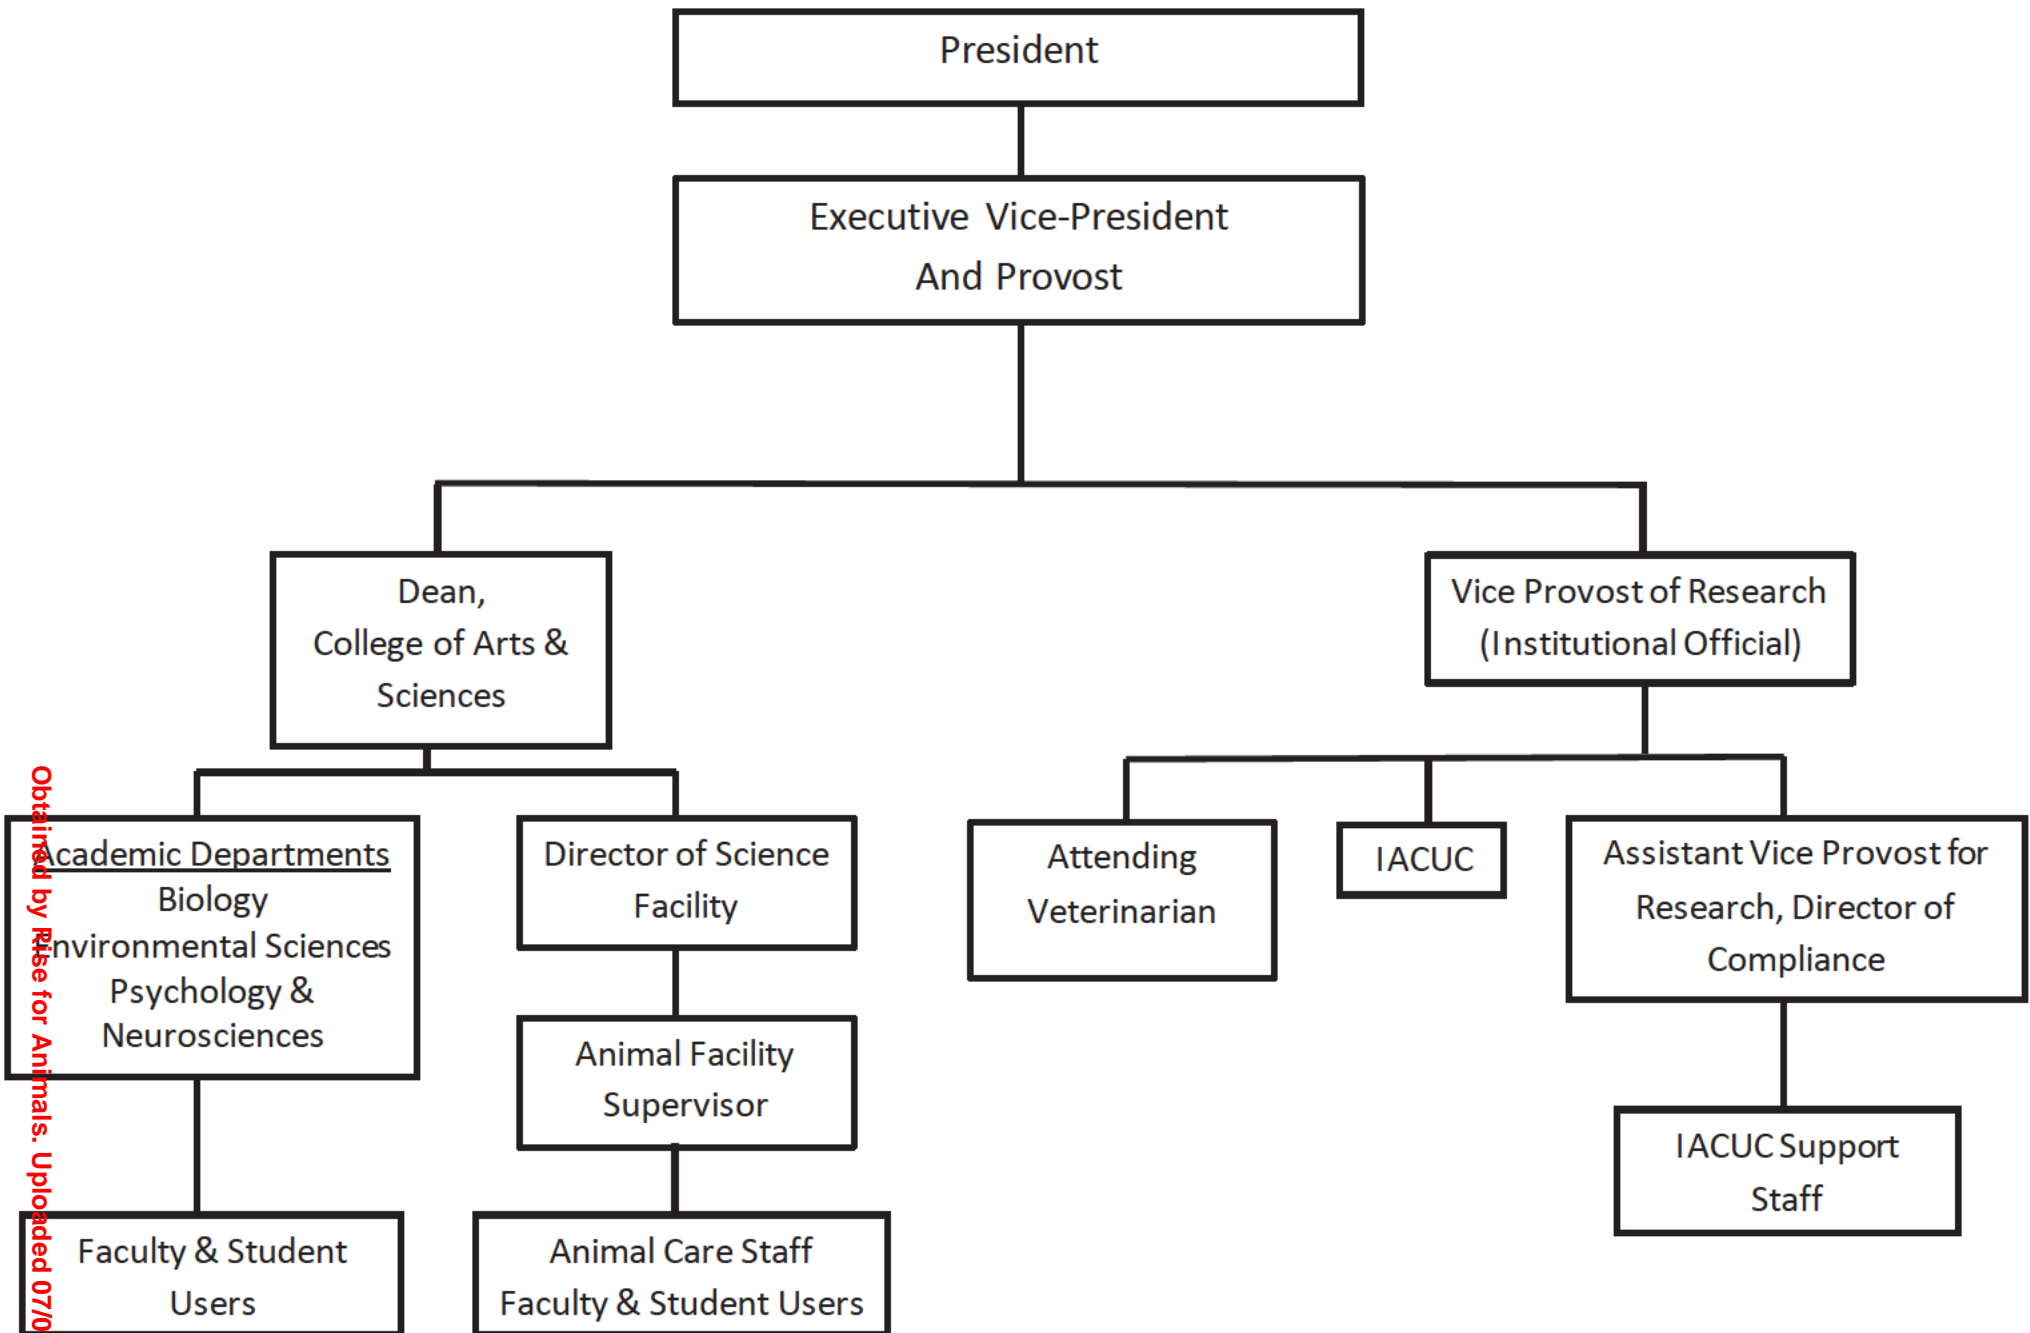 President
Executive Vice-President
And Provost
Dean,
College of Arts &
Sciences
Vice Provost of Research
(Institutional Official)
Academic Departments
Biology
Environmental Sciences
Psychology &
Neurosciences
Director of Science
Facility
Attending
Veterinarian
IACUC
Assistant Vice Provost for
Research, Director of
Compliance
Animal Facility
Supervisor
IACUC Support
Staff
Faculty & Student
Users
Animal Care Staff
Faculty & Student Users
Obtained by Rise for Animals. Uploaded 07/0